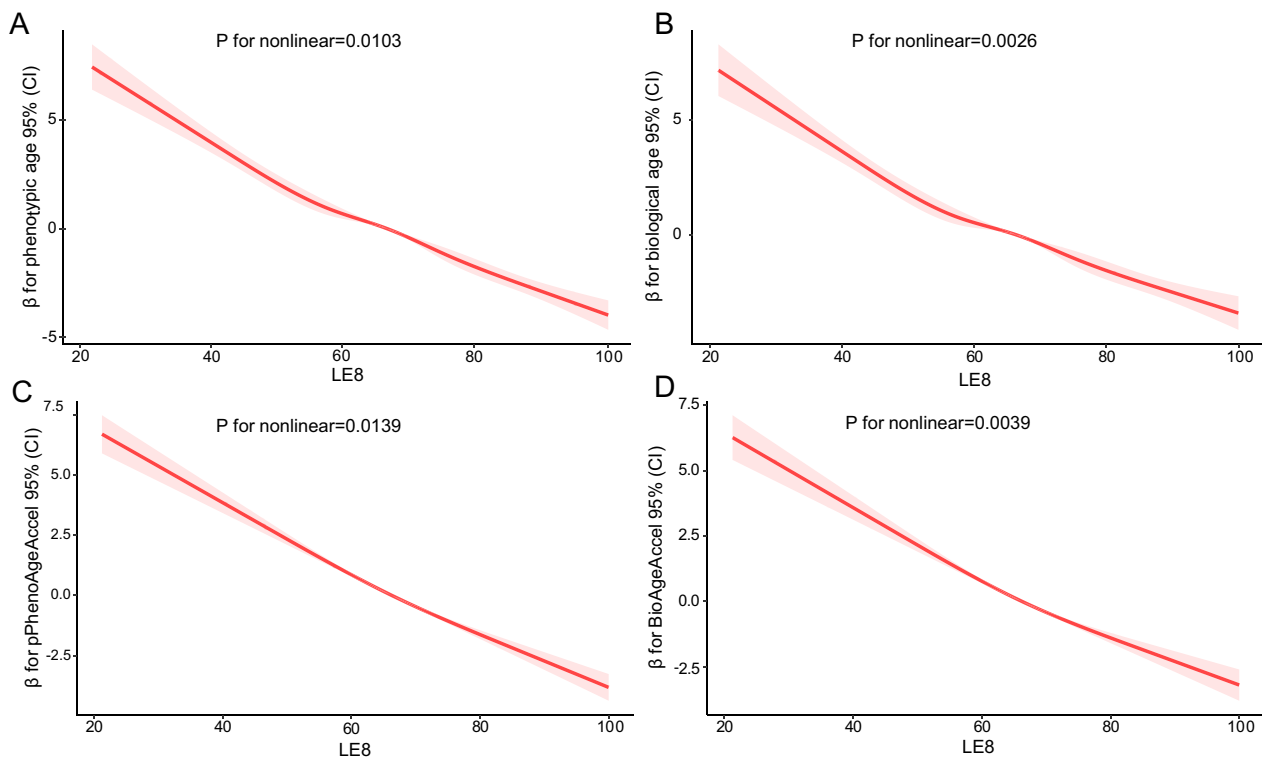 A
P for nonlinear=0.0103
β for phenotypic age 95% (CI)
5
0
-5
20 40 60 80 100
LE8
B
P for nonlinear=0.0026
β for biological age 95% (CI)
5
0
20 40 60 80 100
LE8
C
P for nonlinear=0.0139
β for pPhenoAgeAccel 95% (CI)
7.5
5.0
2.5
0.0
-2.5
20 40 60 80 100
LE8
D
P for nonlinear=0.0039
β for BioAgeAccel 95% (CI)
7.5
5.0
2.5
0.0
-2.5
20 40 60 80 100
LE8